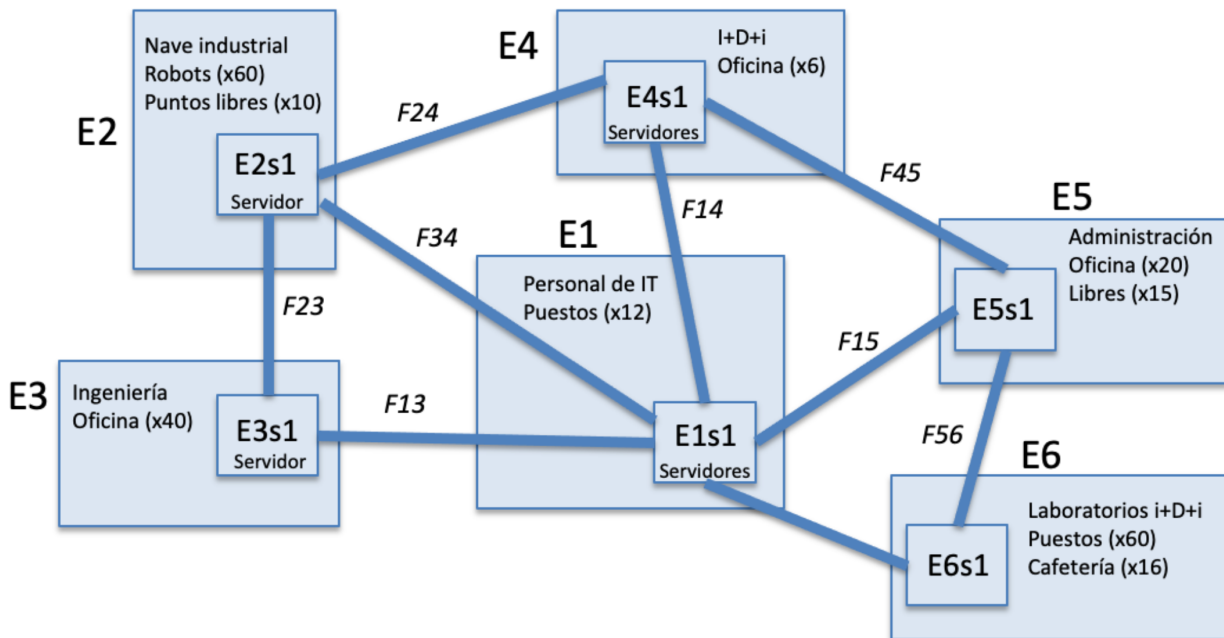 E2
Nave industrial
Robots (x60)
Puntos libres (x10)
E2s1
Servidor
F24
E4
I+D+i
Oficina (x6)
E4s1
Servidores
F45
F14
F34
F23
E1
Personal de IT
Puestos (x12)
E1s1
Servidores
F15
E5
Administración
Oficina (x20)
Libres (x15)
E5s1
E3
Ingeniería
Oficina (x40)
E3s1
Servidor
F13
F56
E6
Laboratorios i+D+i
Puestos (x60)
Cafetería (x16)
E6s1